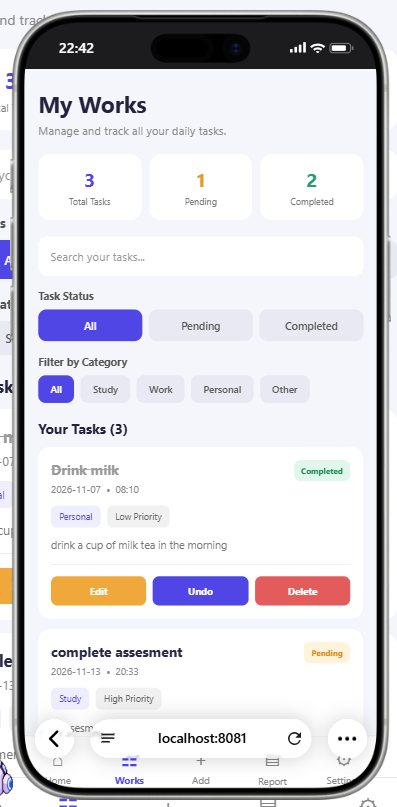 22:42
My Works
Manage and track all your daily tasks.
3 1 2
Total Tasks Pending Completed
Search your tasks...
Task Status
All Pending Completed
Filter by Category
All Study Work Personal Other
Your Tasks (3)
Drink milk Completed
2026-11-07 • 08:10
Personal Low Priority
drink a cup of milk tea in the morning
Edit Undo Delete
complete assesment Pending
2026-11-13 • 20:33
Study High Priority
localhost:8081
Works Add Report